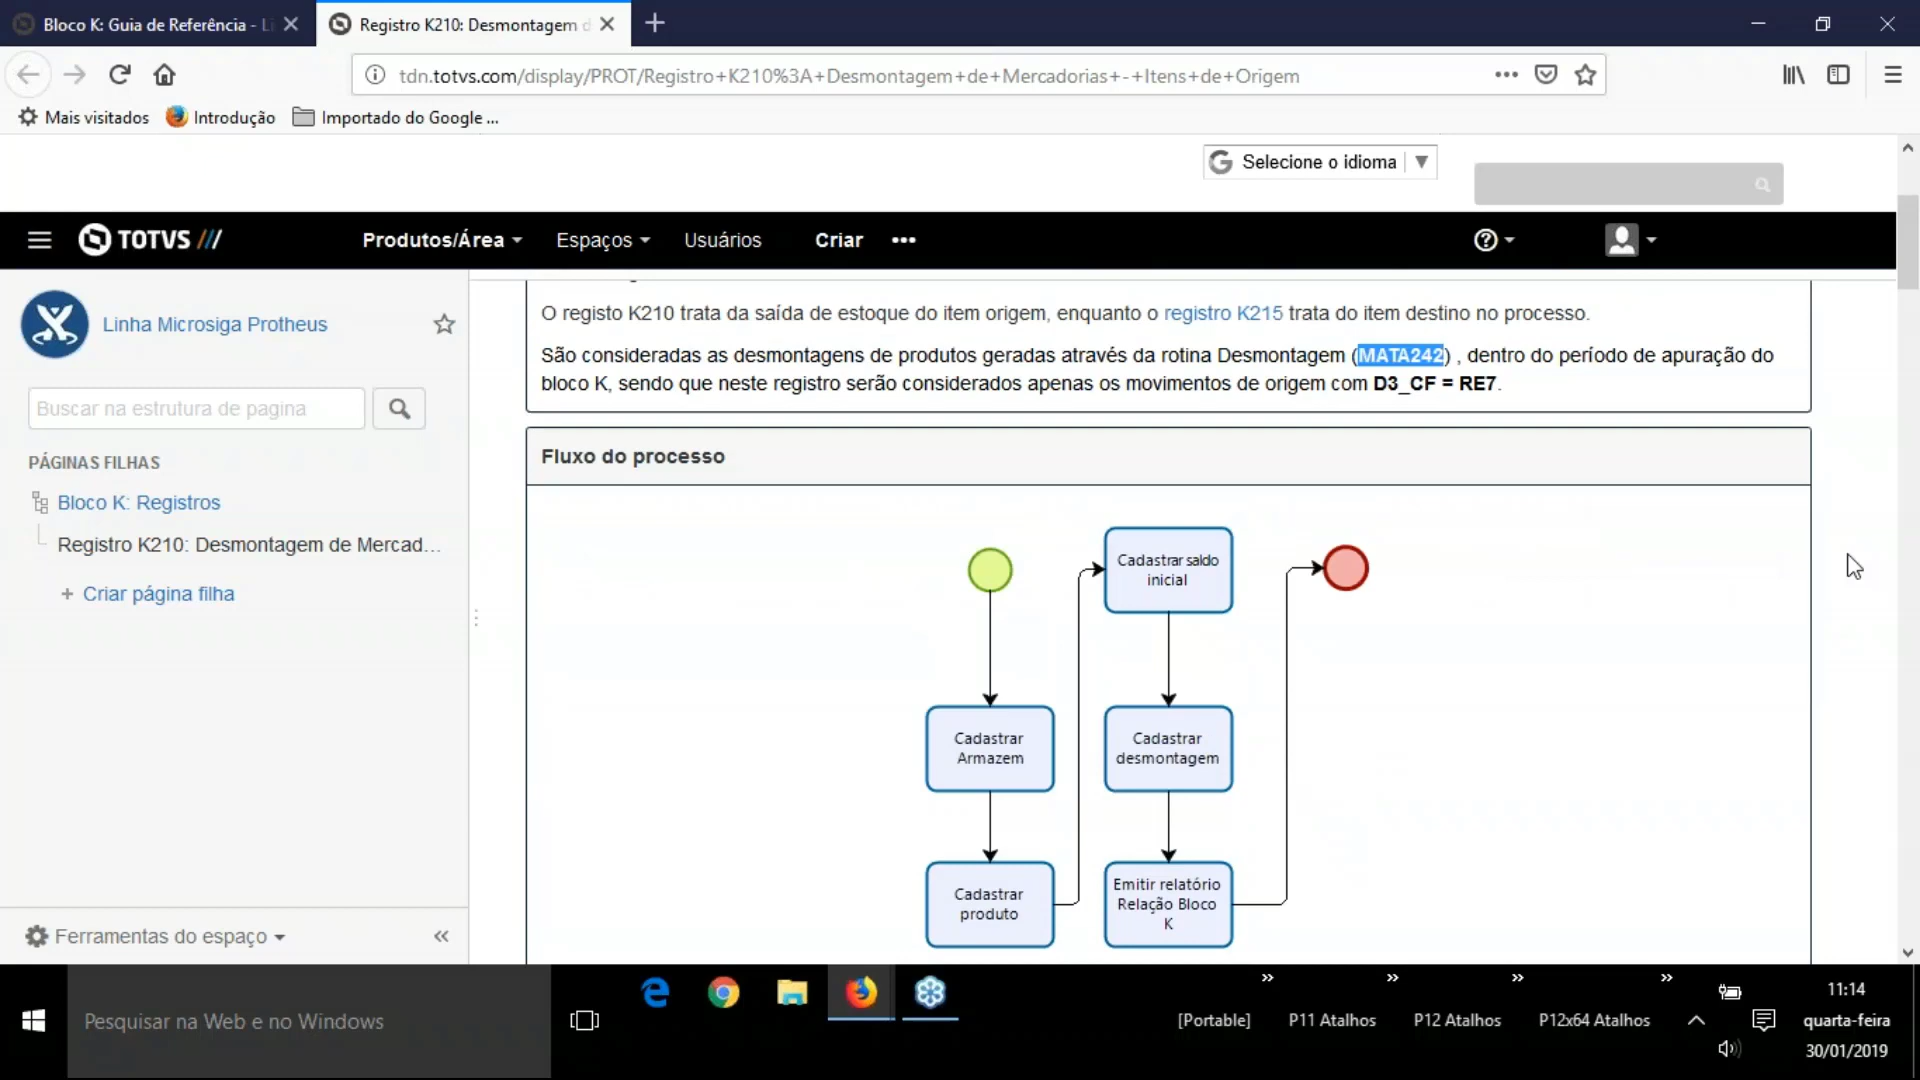 Bloco K: Guia de Referência - Li
Registro K210: Desmontagem d
tdn.totvs.com/display/PROT/Registro+K210%3A+Desmontagem+de+Mercadorias+-+Itens+de+Origem
Mais visitados
Introdução
Importado do Google ...
Selecione o idioma
TOTVS
Produtos/Área
Espaços
Usuários
Criar
Linha Microsiga Protheus
Buscar na estrutura de pagina
PÁGINAS FILHAS
Bloco K: Registros
Registro K210: Desmontagem de Mercad...
+ Criar página filha
Ferramentas do espaço
O registo K210 trata da saída de estoque do item origem, enquanto o registro K215 trata do item destino no processo.
São consideradas as desmontagens de produtos geradas através da rotina Desmontagem (MATA242) , dentro do período de apuração do
bloco K, sendo que neste registro serão considerados apenas os movimentos de origem com D3_CF = RE7.
Fluxo do processo
Cadastrar
Armazem
Cadastrar
produto
Cadastrar saldo
inicial
Cadastrar
desmontagem
Emitir relatório
Relação Bloco
K
Pesquisar na Web e no Windows
[Portable]
P11 Atalhos
P12 Atalhos
P12x64 Atalhos
11:14
quarta-feira
30/01/2019